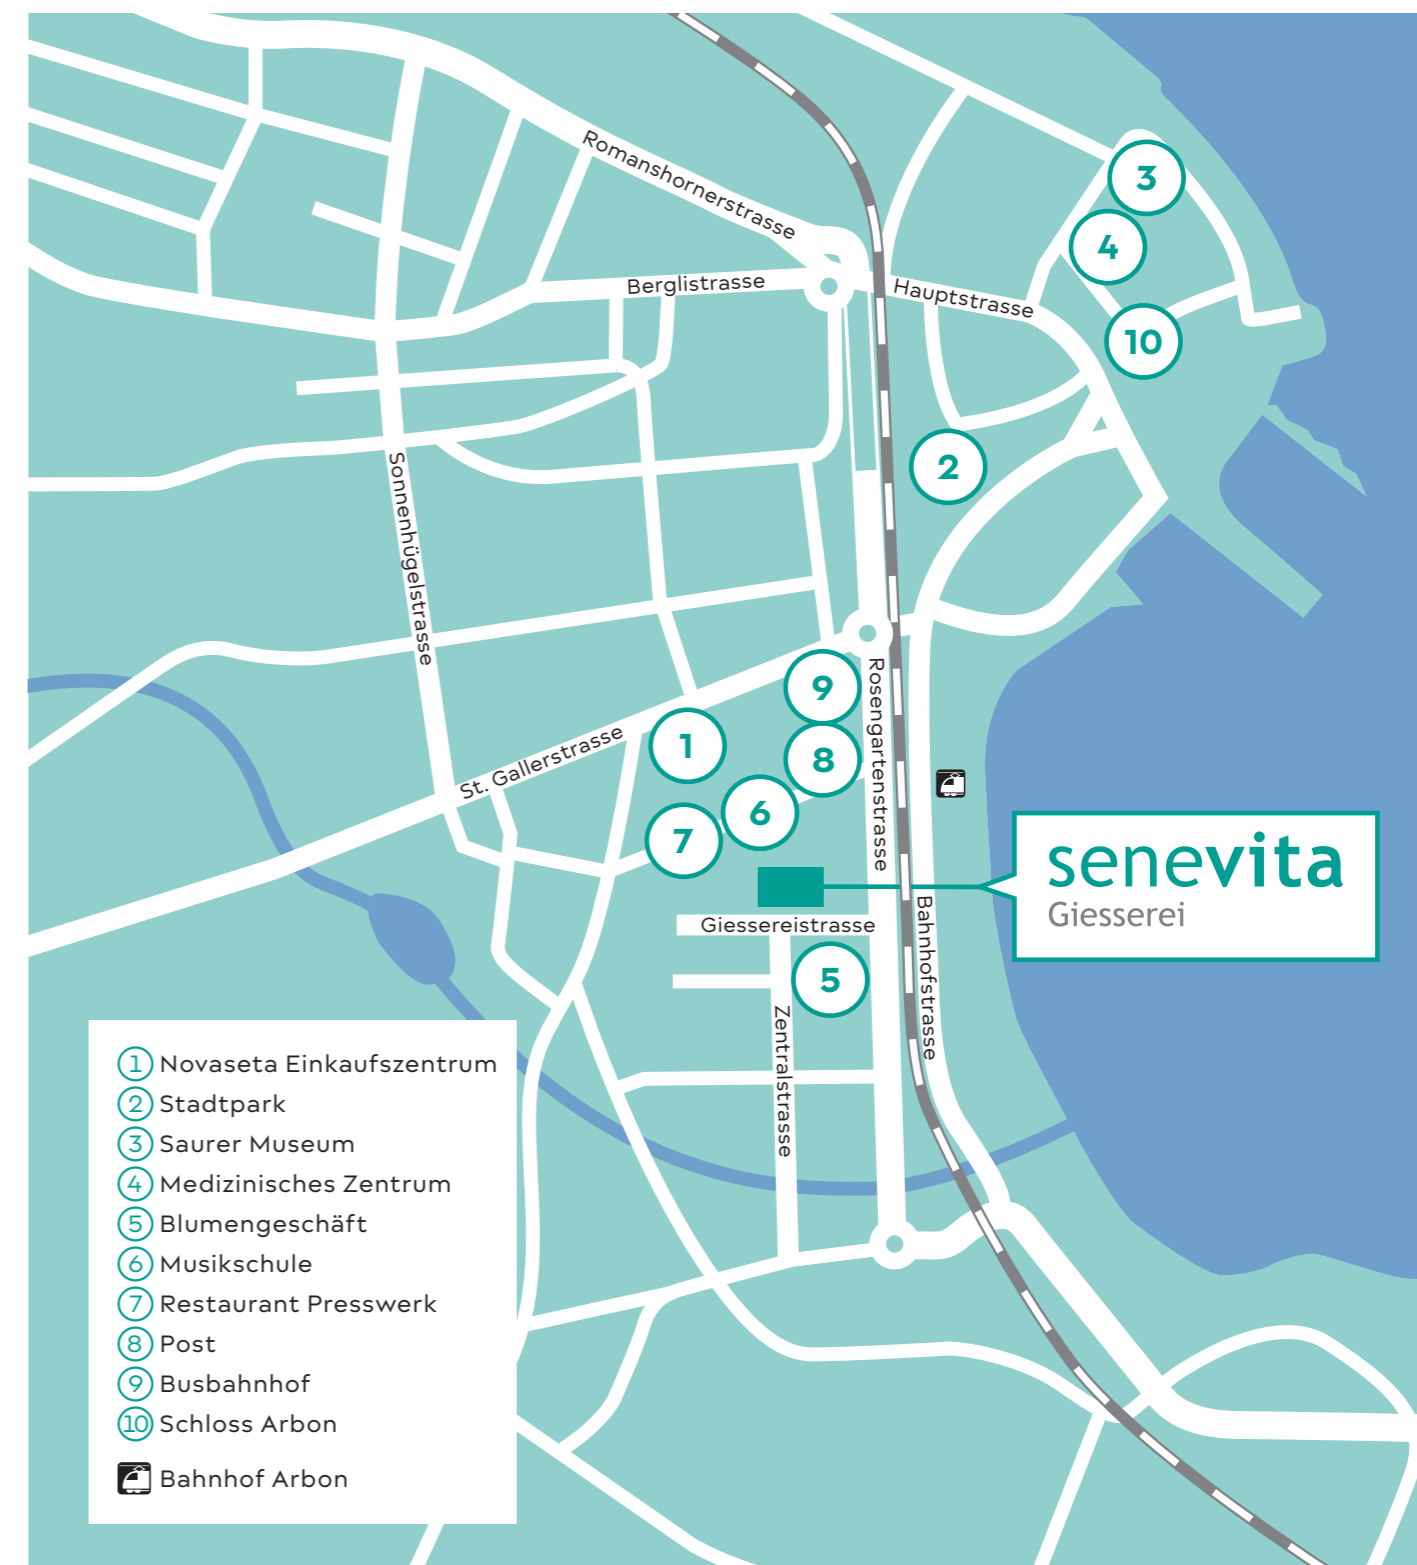 Romanshornerstrasse
3
4
Berglistrasse
Hauptstrasse
10
2
Sonnenhügelstrasse
9
Rosengartenstrasse
1
St. Gallerstrasse
8
6
7
senevita
Giesserei
Giessereistrasse
Bahnhofstrasse
5
Zentralstrasse
1 Novaseta Einkaufszentrum
2 Stadtpark
3 Saurer Museum
4 Medizinisches Zentrum
5 Blumengeschäft
6 Musikschule
7 Restaurant Presswerk
8 Post
9 Busbahnhof
10 Schloss Arbon
Bahnhof Arbon